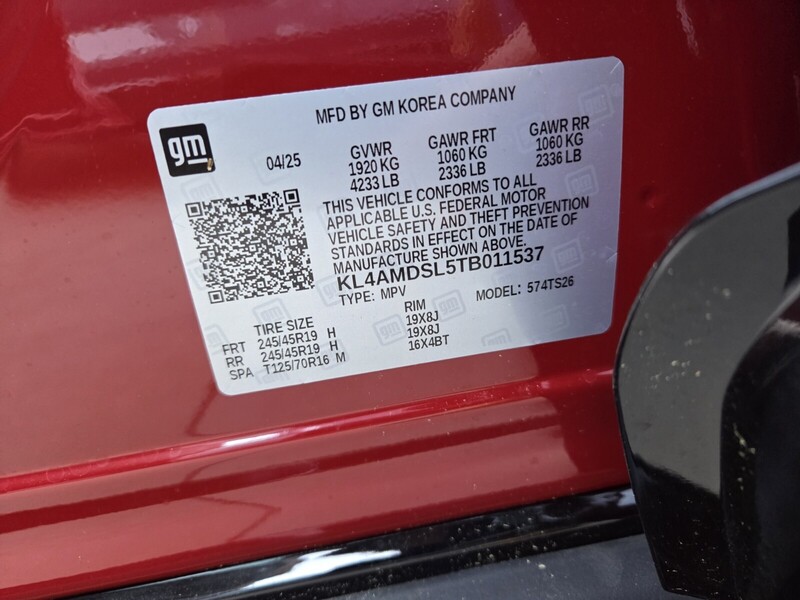 MFD BY GM KOREA COMPANY
gm
04/25
GVWR GAWR FRT GAWR RR
1920 KG 1060 KG 1060 KG
4233 LB 2336 LB 2336 LB
THIS VEHICLE CONFORMS TO ALL
APPLICABLE U.S. FEDERAL MOTOR
VEHICLE SAFETY AND THEFT PREVENTION
STANDARDS IN EFFECT ON THE DATE OF
MANUFACTURE SHOWN ABOVE.
KL4AMDSL5TB011537
TYPE: MPV MODEL: 574TS26
TIRE SIZE RIM
FRT 245/45R19 H 19X8J
RR 245/45R19 H 19X8J
SPA T125/70R16 M 16X4BT